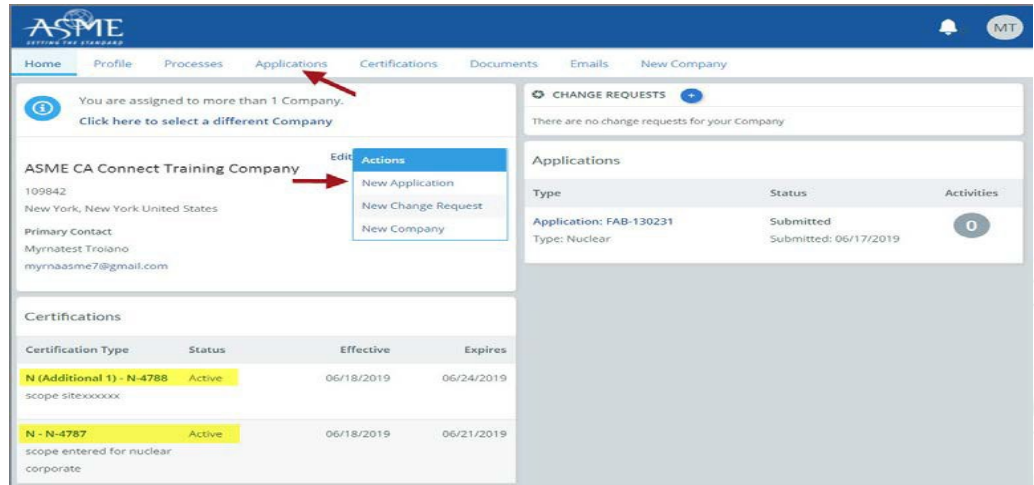 ASME
SETTING THE STANDARD
MT
Home Profile Processes Applications Certifications Documents Emails New Company
You are assigned to more than 1 Company.
Click here to select a different Company
ASME CA Connect Training Company
109842
New York, New York United States
Primary Contact
Myrnatest Troiano
myrnaasme7@gmail.com
Edit
Actions
New Application
New Change Request
New Company
Certifications
Certification Type Status Effective Expires
N (Additional 1) - N-4788 Active 06/18/2019 06/24/2019
scope sitexxxxxx
N - N-4787 Active 06/18/2019 06/21/2019
scope entered for nuclear
corporate
CHANGE REQUESTS
There are no change requests for your Company
Applications
Type Status Activities
Application: FAB-130231 Submitted 0
Type: Nuclear Submitted: 06/17/2019